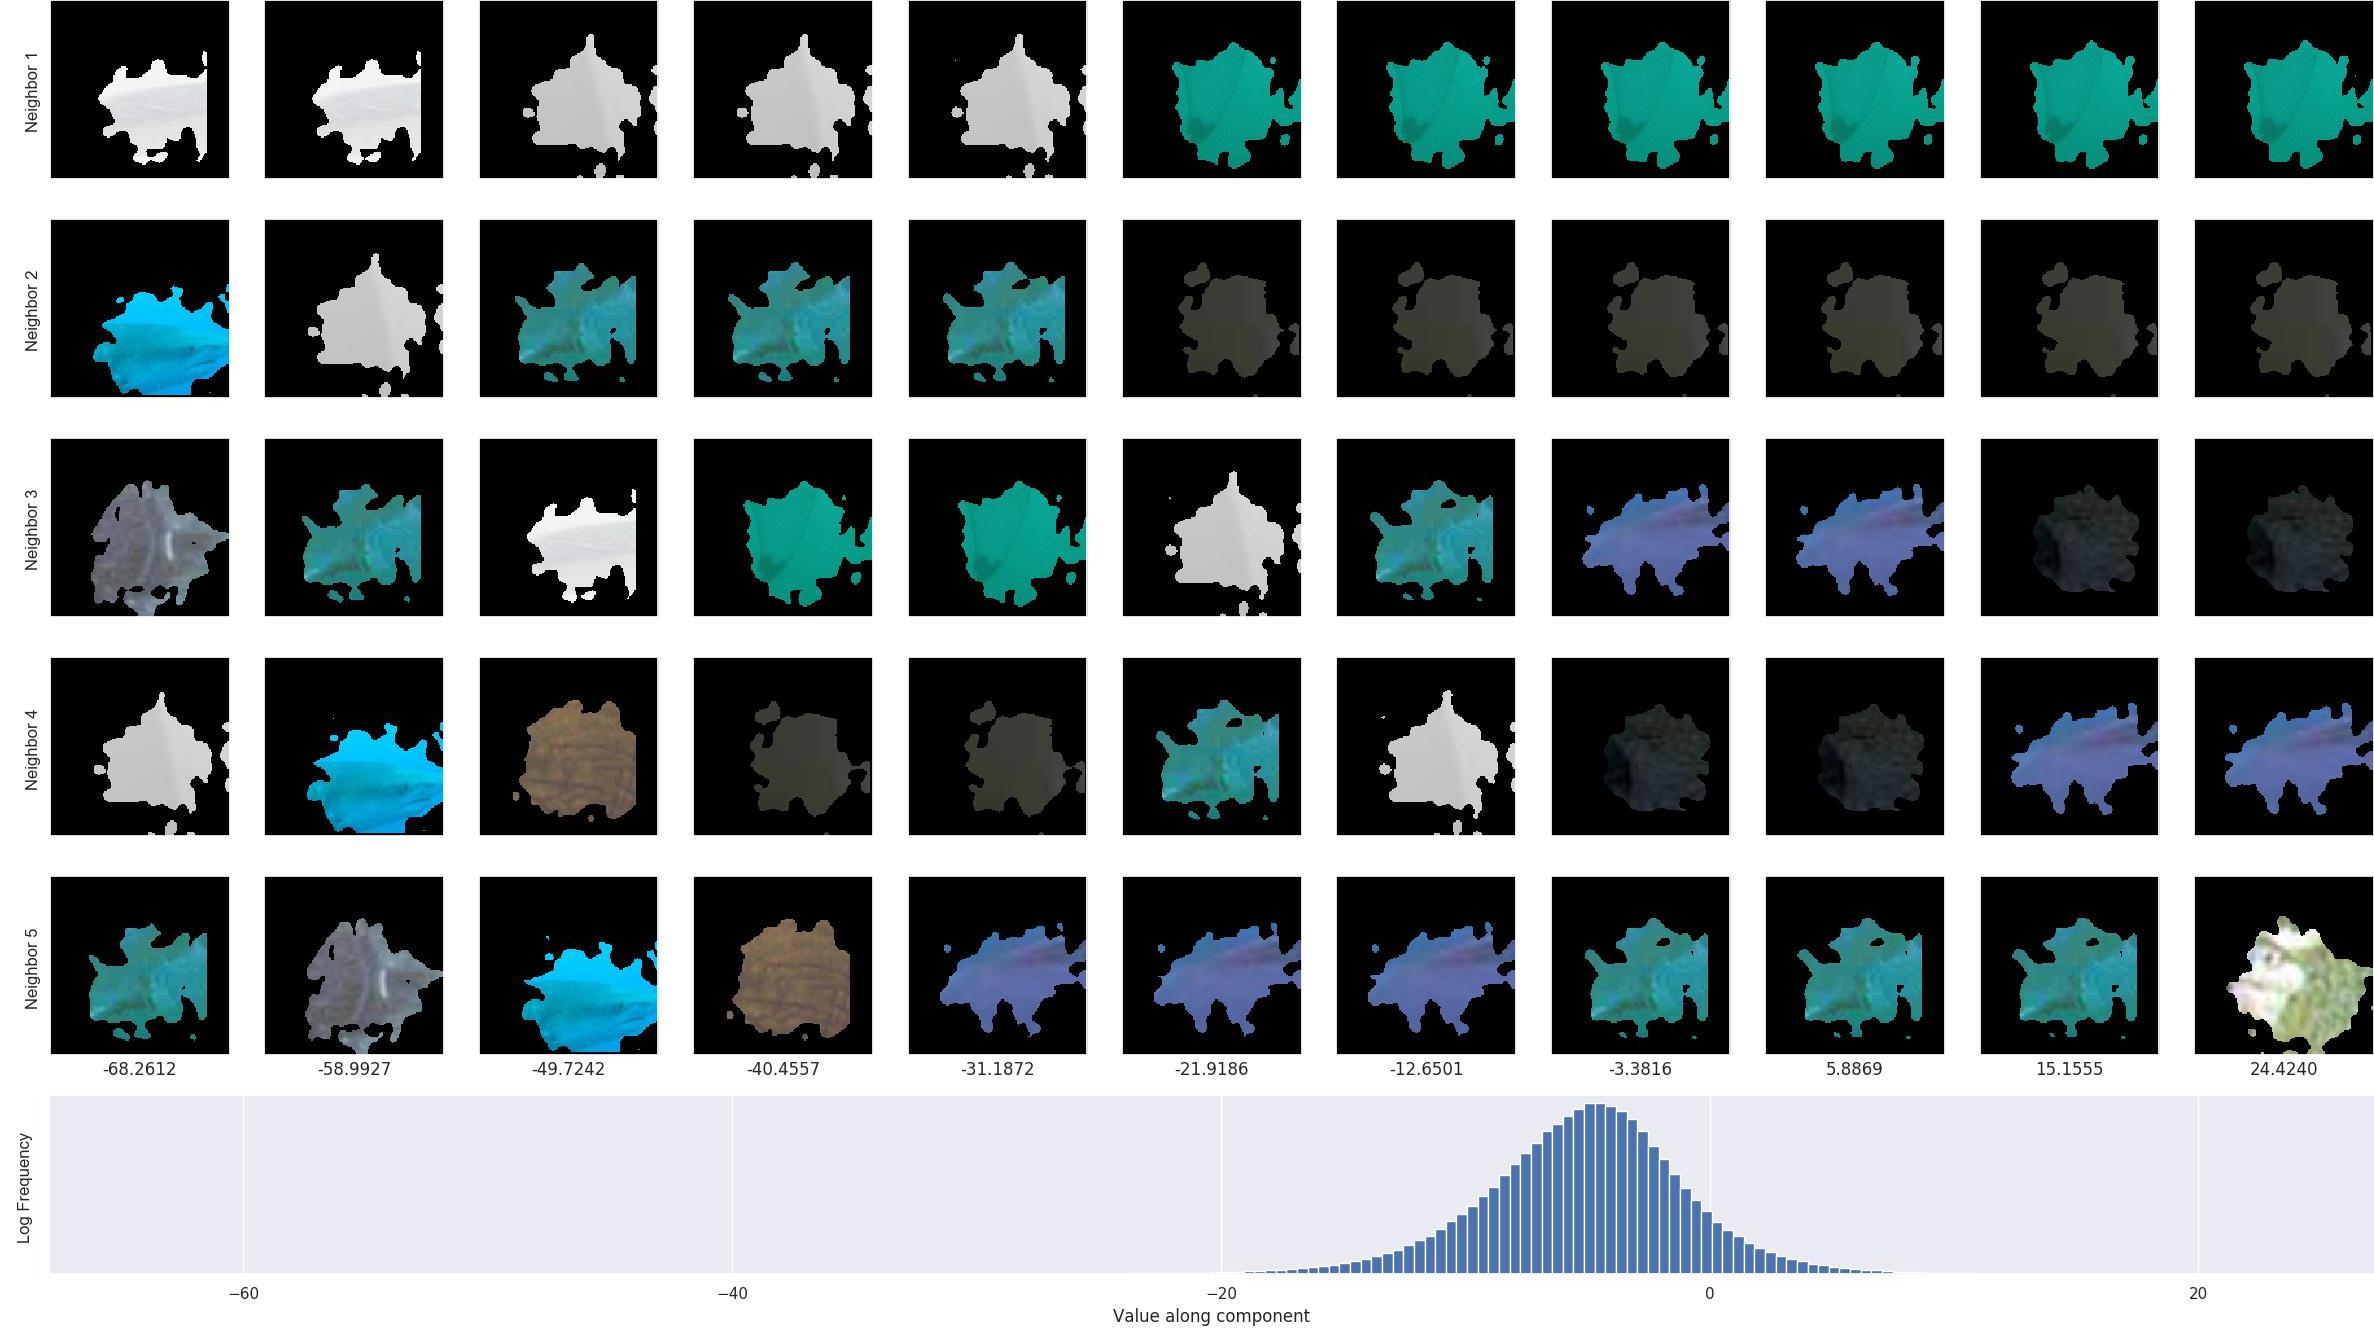 Neighbor 1
Neighbor 2
Neighbor 3
Neighbor 4
Neighbor 5
-68.2612 -58.9927 -49.7242 -40.4557 -31.1872 -21.9186 -12.6501 -3.3816 5.8869 15.1555 24.4240
Log Frequency
−60 −40 −20 0 20
Value along component